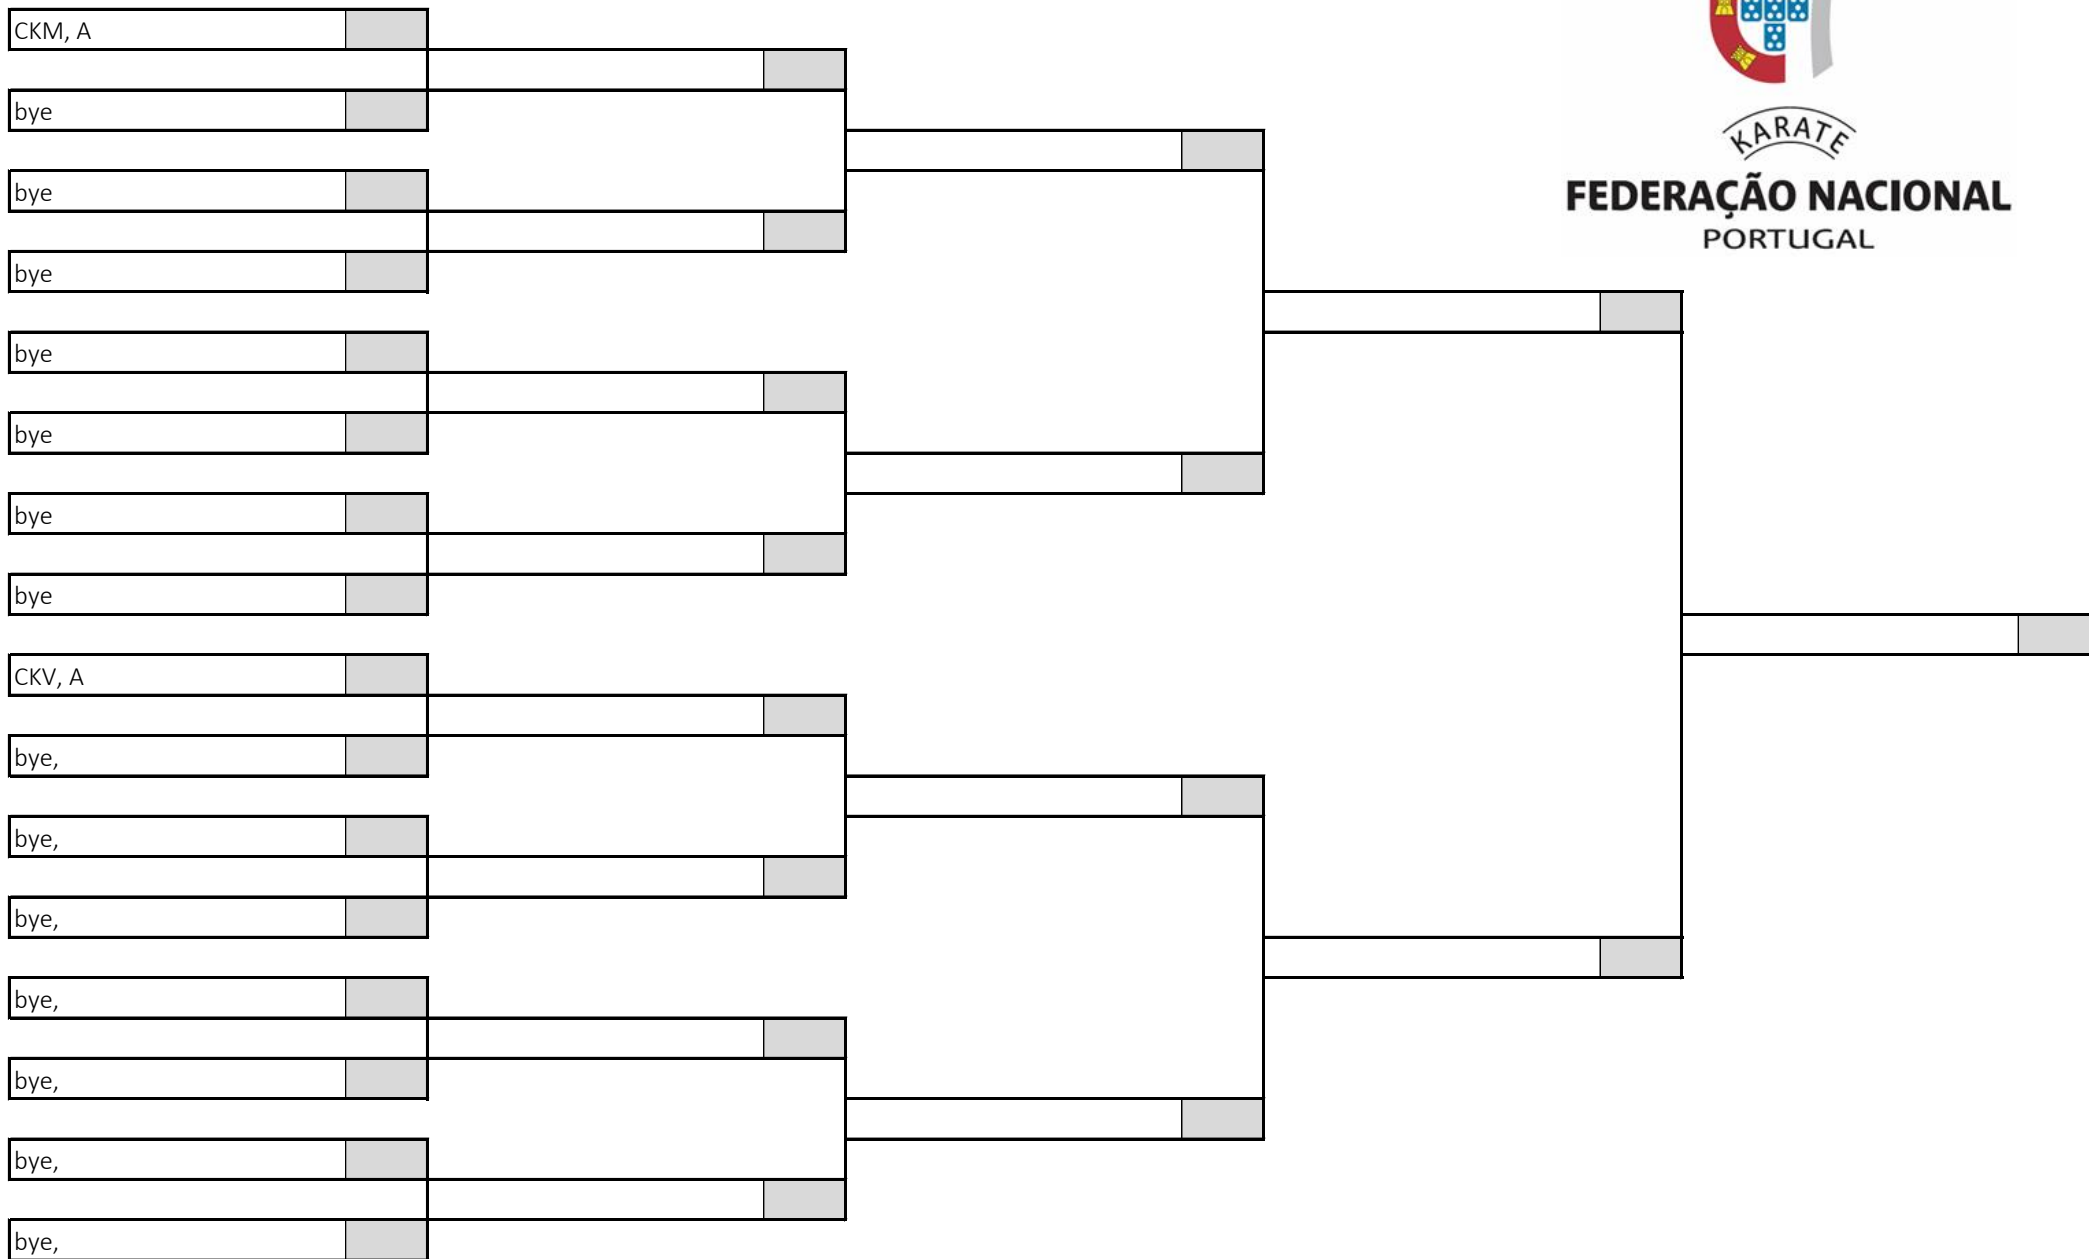 CKM, A
bye
bye
bye
bye
bye
bye
bye
CKV, A
bye,
bye,
bye,
bye,
bye,
bye,
bye,
KARATE
FEDERAÇÃO NACIONAL
PORTUGAL